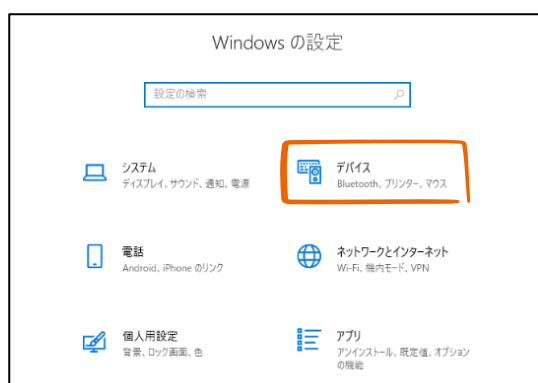 Windows の設定
設定の検索
システム
ディスプレイ、サウンド、通知、電源
デバイス
Bluetooth、プリンター、マウス
電話
Android、iPhone のリンク
ネットワークとインターネット
Wi-Fi、機内モード、VPN
個人用設定
背景、ロック画面、色
アプリ
アンインストール、既定値、オプション
の機能